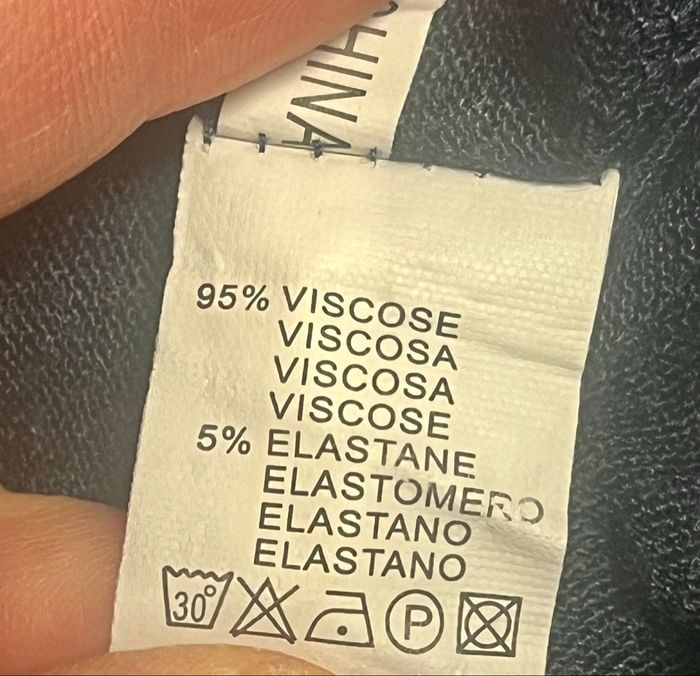 CHINA
95% VISCOSE
VISCOSA
VISCOSA
VISCOSE
5% ELASTANE
ELASTOMERO
ELASTANO
ELASTANO
30° P